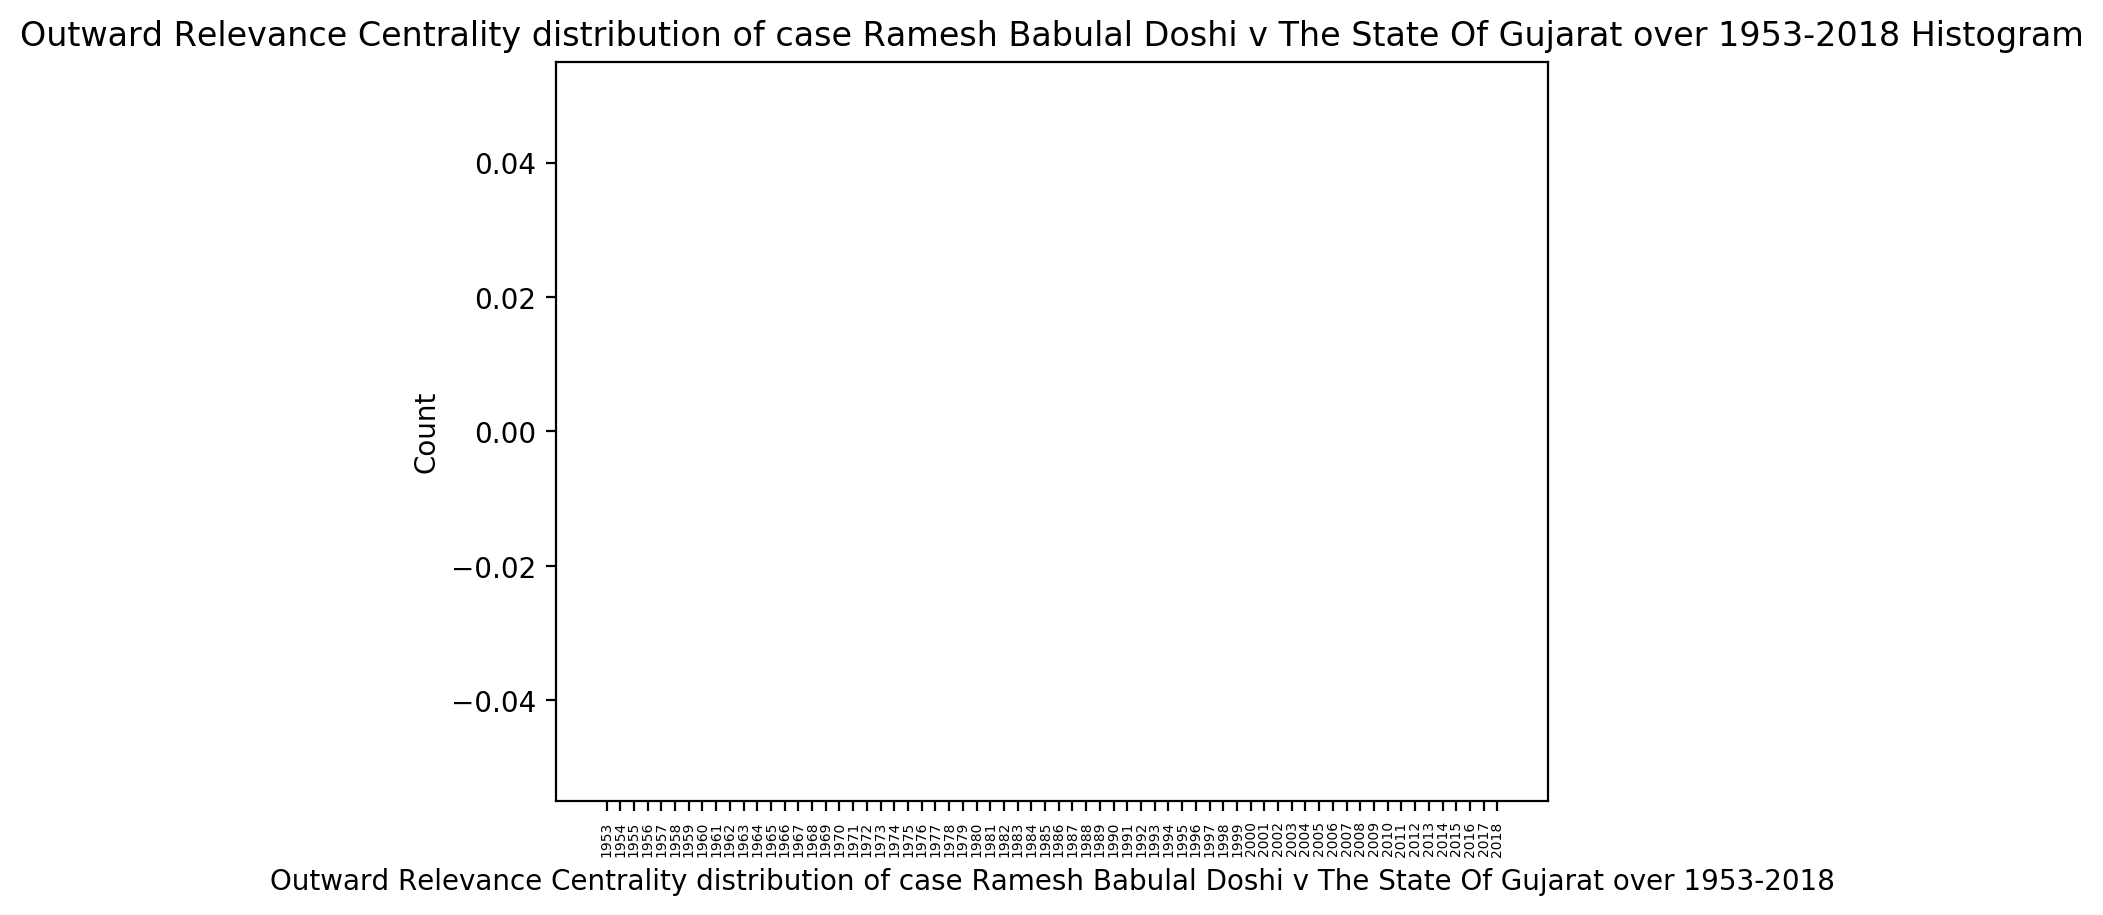 Outward Relevance Centrality distribution of case Ramesh Babulal Doshi v The State Of Gujarat over 1953-2018 Histogram
0.04
0.02
0.00
−0.02
−0.04
Count
1953 1954 1955 1956 1957 1958 1959 1960 1961 1962 1963 1964 1965 1966 1967 1968 1969 1970 1971 1972 1973 1974 1975 1976 1977 1978 1979 1980 1981 1982 1983 1984 1985 1986 1987 1988 1989 1990 1991 1992 1993 1994 1995 1996 1997 1998 1999 2000 2001 2002 2003 2004 2005 2006 2007 2008 2009 2010 2011 2012 2013 2014 2015 2016 2017 2018
Outward Relevance Centrality distribution of case Ramesh Babulal Doshi v The State Of Gujarat over 1953-2018